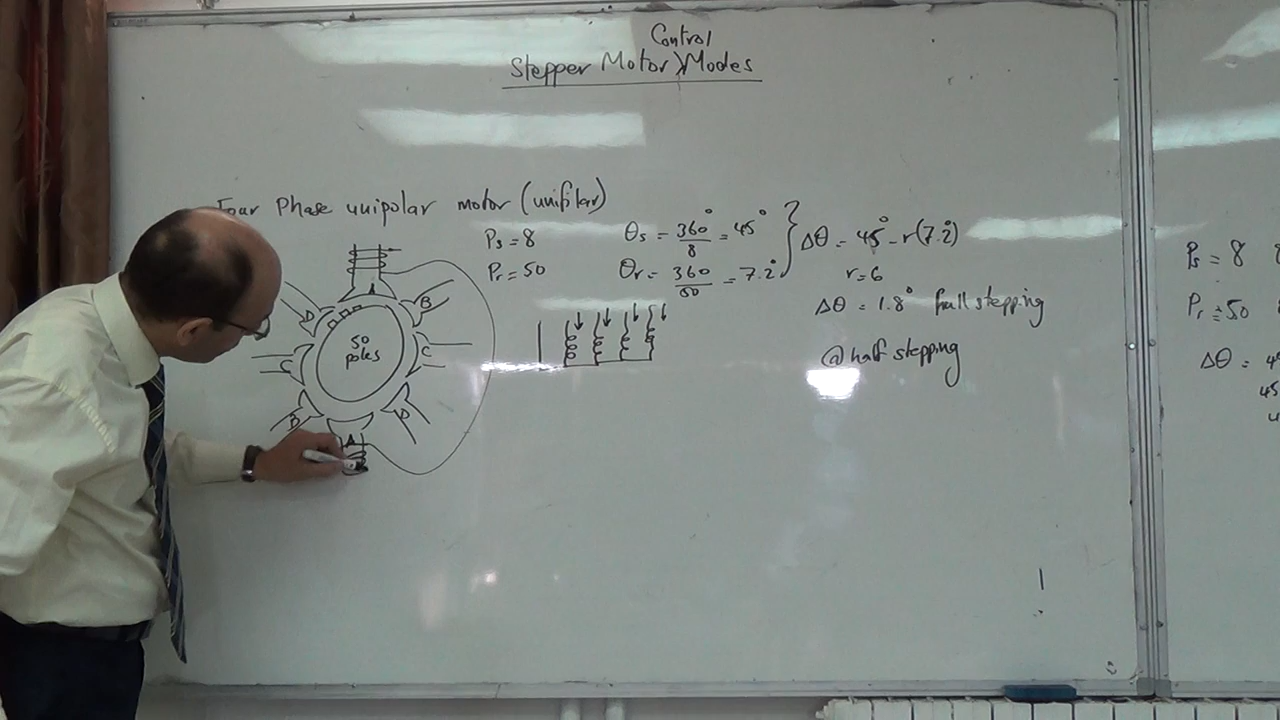 Control
Stepper Motor Modes
Four Phase unipolar motor (unifilar)
Ps = 8
Pr = 50
θs = 360°/8 = 45°
θr = 360/50 = 7.2°
Δθ = 45° - r(7.2°)
r = 6
Δθ = 1.8° full stepping
@ half stepping
A
B
C
D
A
B
C
D
50
poles
Ps = 8
Pr = 50
Δθ =